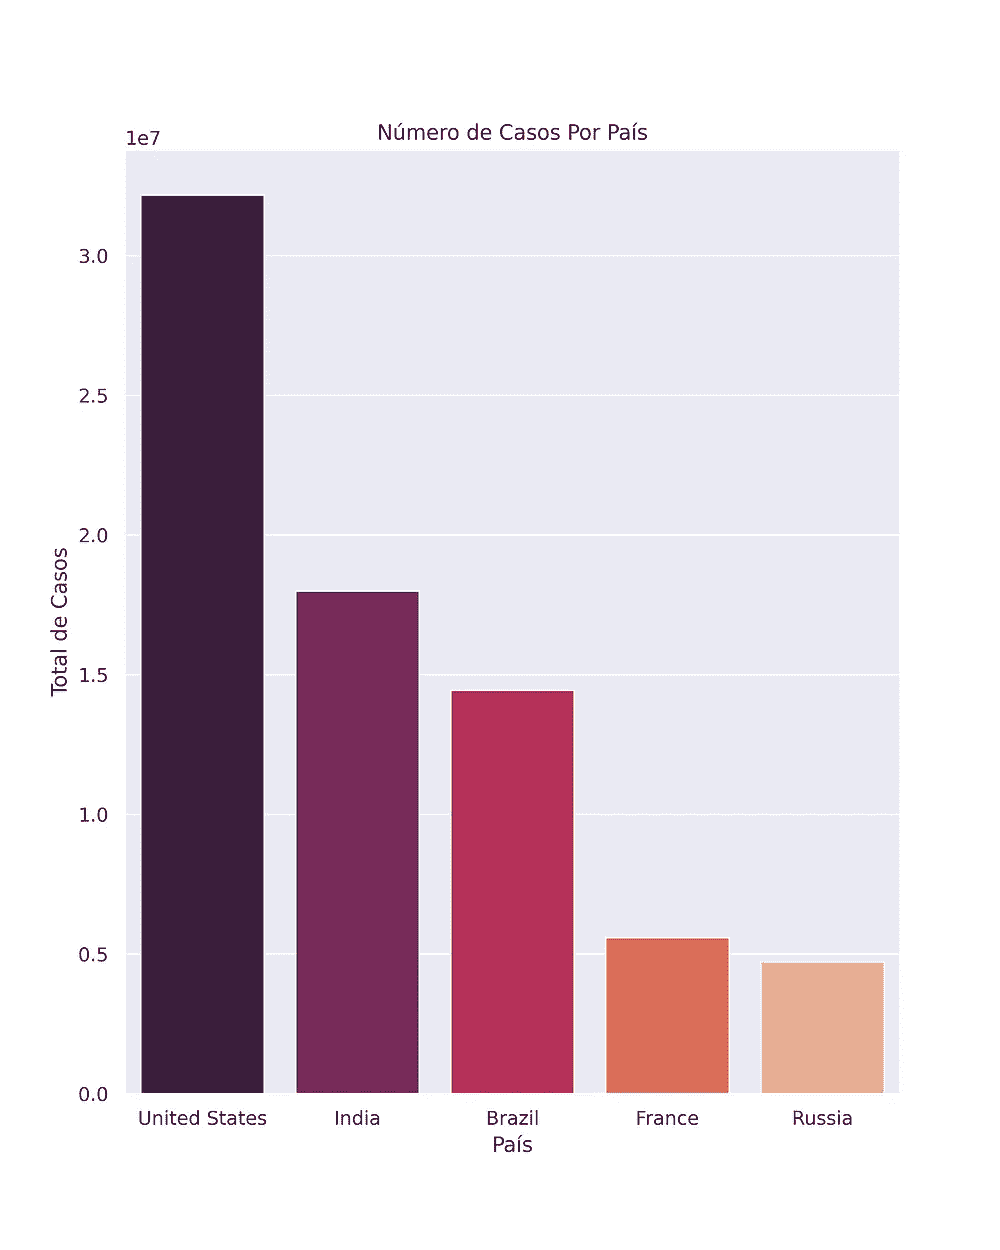 Número de Casos Por País
1e7
3.0
2.5
2.0
1.5
1.0
0.5
0.0
Total de Casos
United States India Brazil France Russia
País